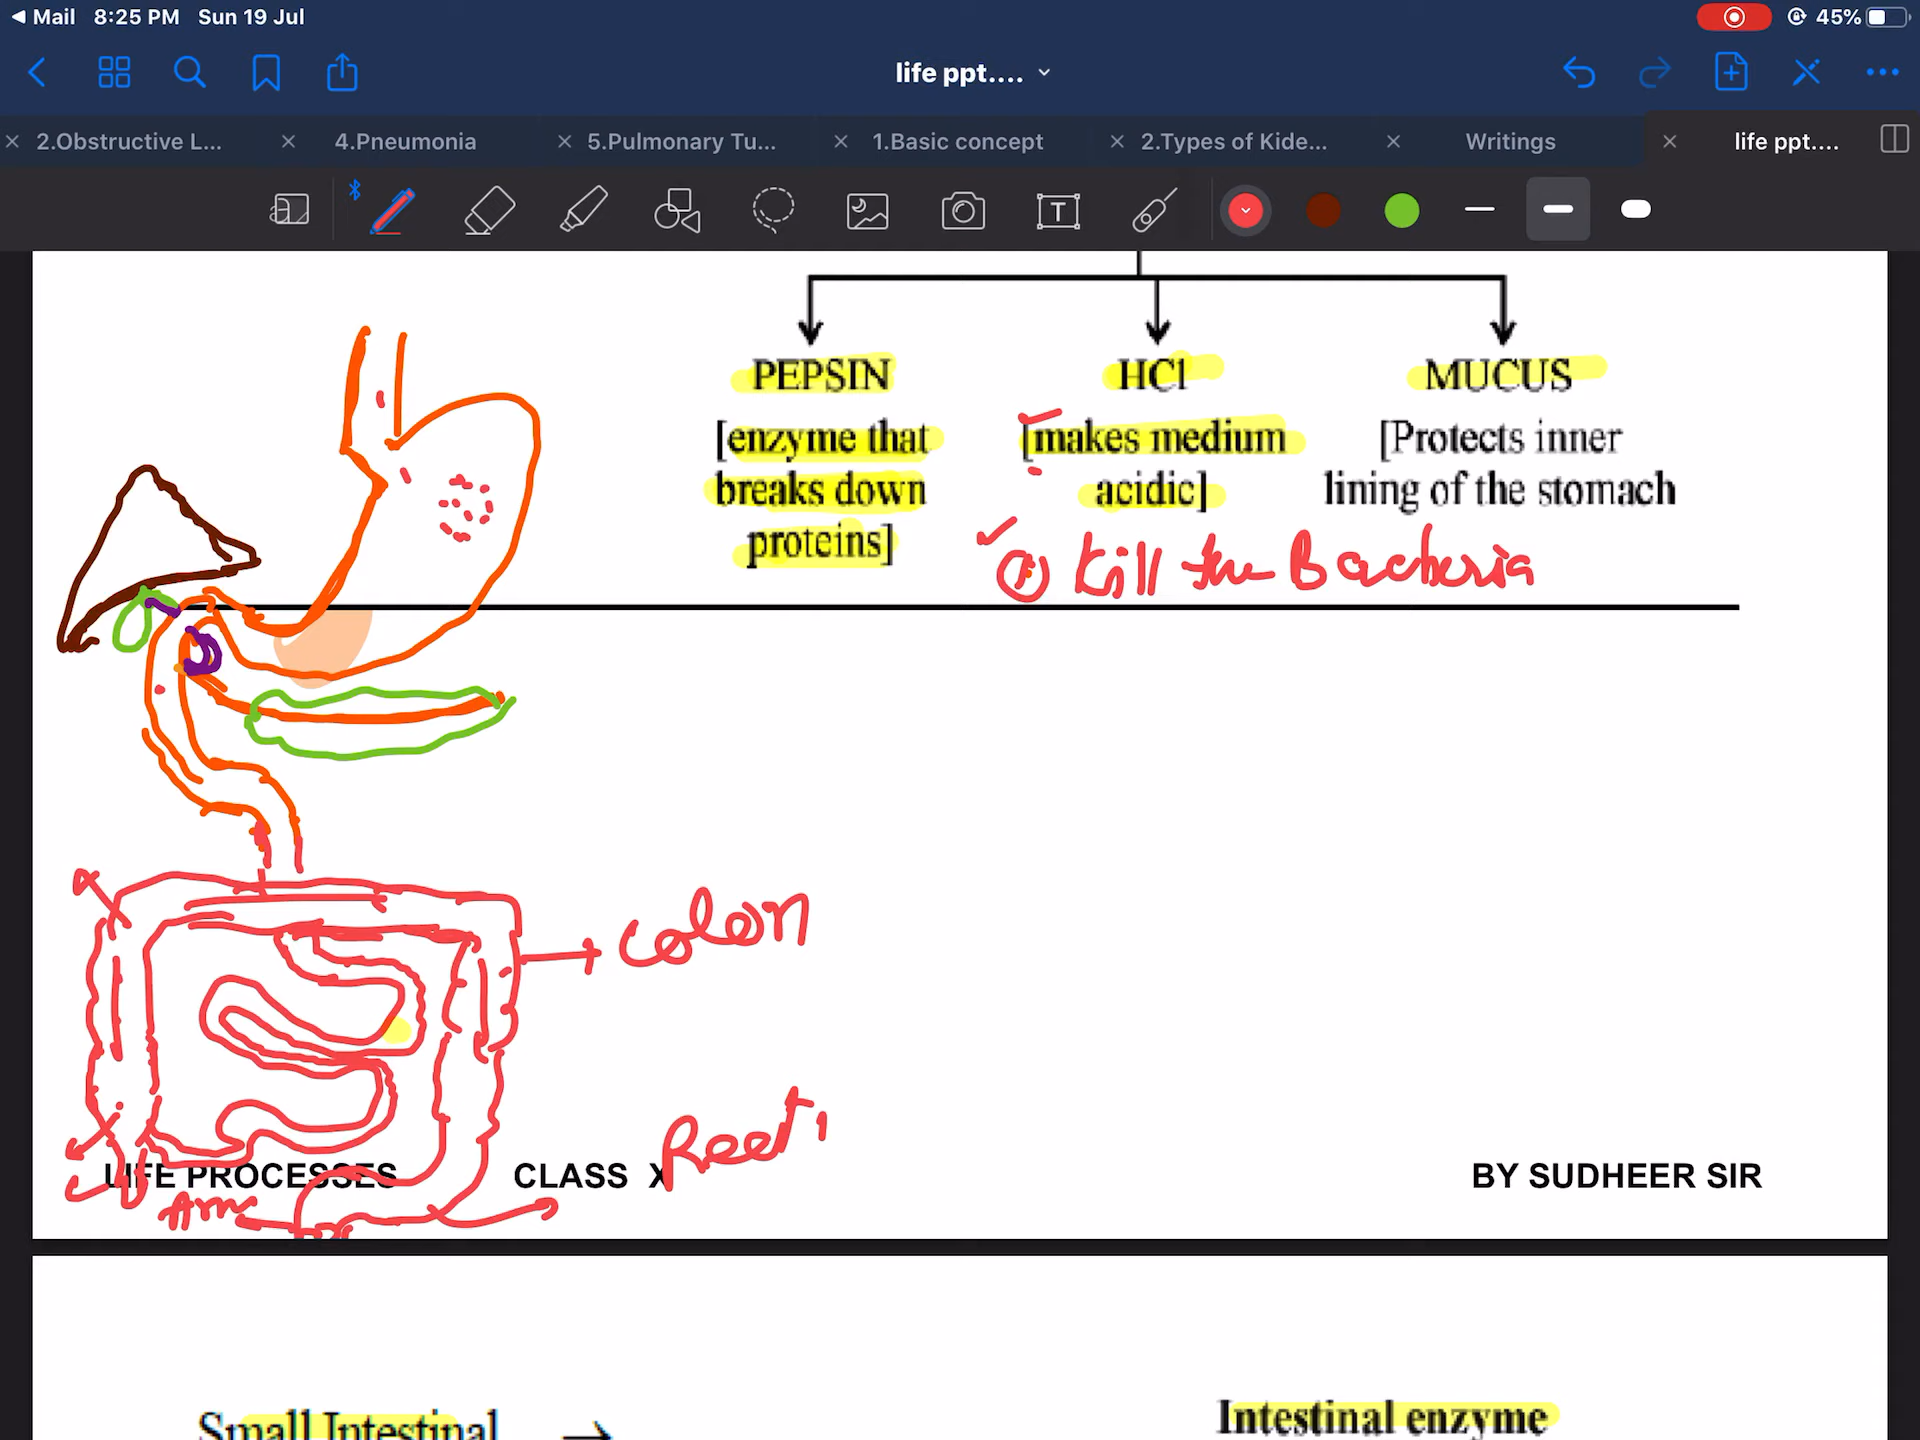 Mail 8:25 PM Sun 19 Jul 45%
life ppt....
2.Obstructive L... 4.Pneumonia 5.Pulmonary Tu... 1.Basic concept 2.Types of Kide... Writings life ppt....
PEPSIN HCl MUCUS
[enzyme that [makes medium [Protects inner
breaks down acidic] lining of the stomach
proteins] Kill the Bacteria
Colon
LIFE PROCESSES CLASS X BY SUDHEER SIR
Small Intestinal → Intestinal enzyme